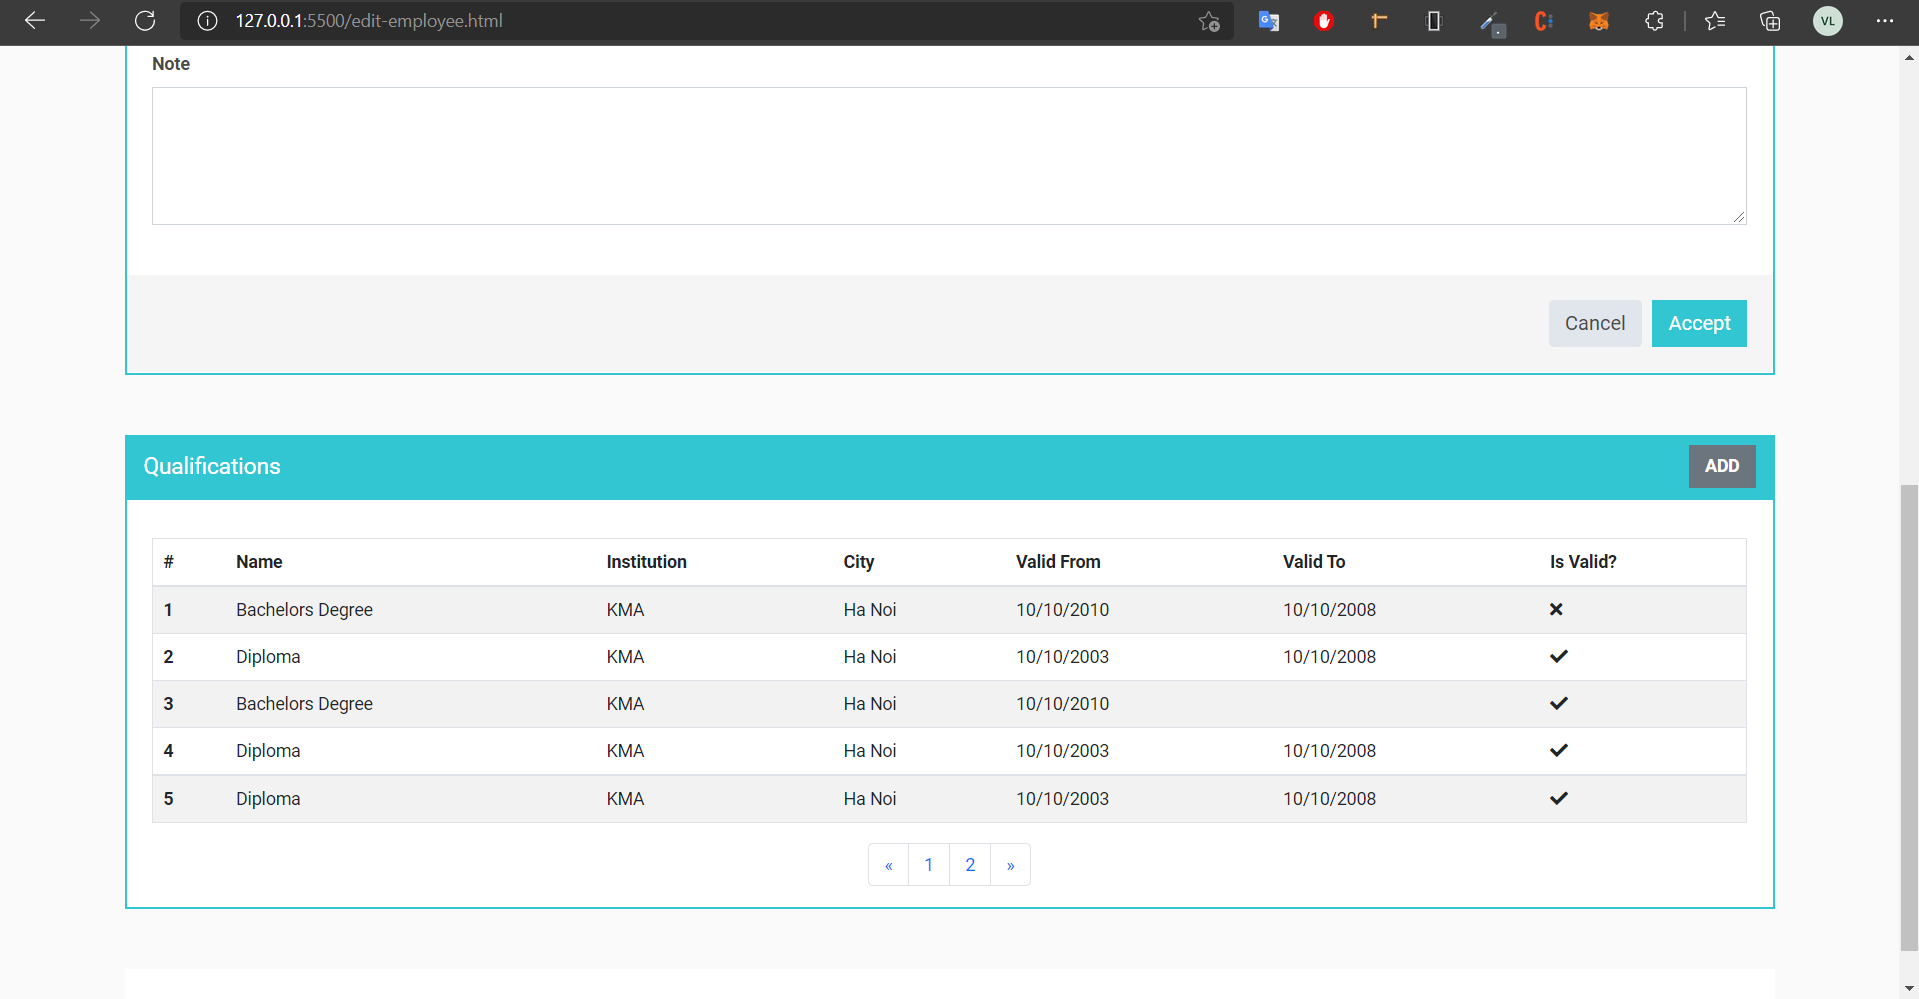 127.0.0.1:5500/edit-employee.html
VL
Note
Cancel Accept
Qualifications ADD
# Name Institution City Valid From Valid To Is Valid?
1 Bachelors Degree KMA Ha Noi 10/10/2010 10/10/2008
2 Diploma KMA Ha Noi 10/10/2003 10/10/2008
3 Bachelors Degree KMA Ha Noi 10/10/2010
4 Diploma KMA Ha Noi 10/10/2003 10/10/2008
5 Diploma KMA Ha Noi 10/10/2003 10/10/2008
« 1 2 »